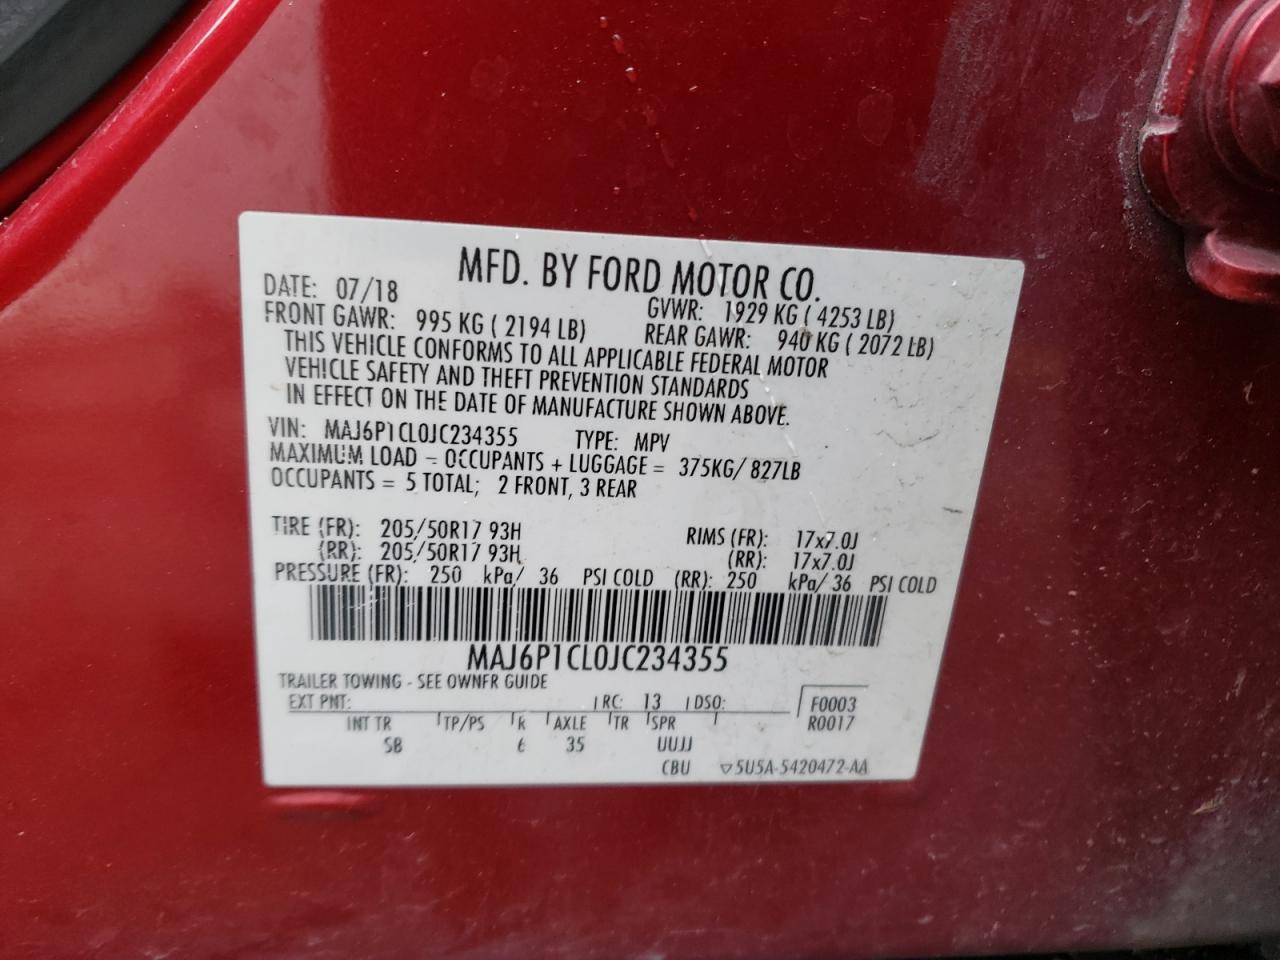 MFD. BY FORD MOTOR CO.
DATE: 07/18 GVWR: 1929 KG ( 4253 LB)
FRONT GAWR: 995 KG ( 2194 LB) REAR GAWR: 940 KG ( 2072 LB)
THIS VEHICLE CONFORMS TO ALL APPLICABLE FEDERAL MOTOR
VEHICLE SAFETY AND THEFT PREVENTION STANDARDS
IN EFFECT ON THE DATE OF MANUFACTURE SHOWN ABOVE.
VIN: MAJ6P1CL0JC234355 TYPE: MPV
MAXIMUM LOAD - OCCUPANTS + LUGGAGE = 375KG/ 827LB
OCCUPANTS = 5 TOTAL; 2 FRONT, 3 REAR
TIRE (FR): 205/50R17 93H RIMS (FR): 17x7.0J
(RR): 205/50R17 93H (RR): 17x7.0J
PRESSURE (FR): 250 kPa/ 36 PSI COLD (RR): 250 kPa/ 36 PSI COLD
MAJ6P1CL0JC234355
TRAILER TOWING - SEE OWNER GUIDE
EXT PNT: RC: 13 DSO: F0003
INT TR TP/PS R AXLE TR SPR R0017
SB 6 35 UUJJ
CBU ▽5U5A-5420472-AA